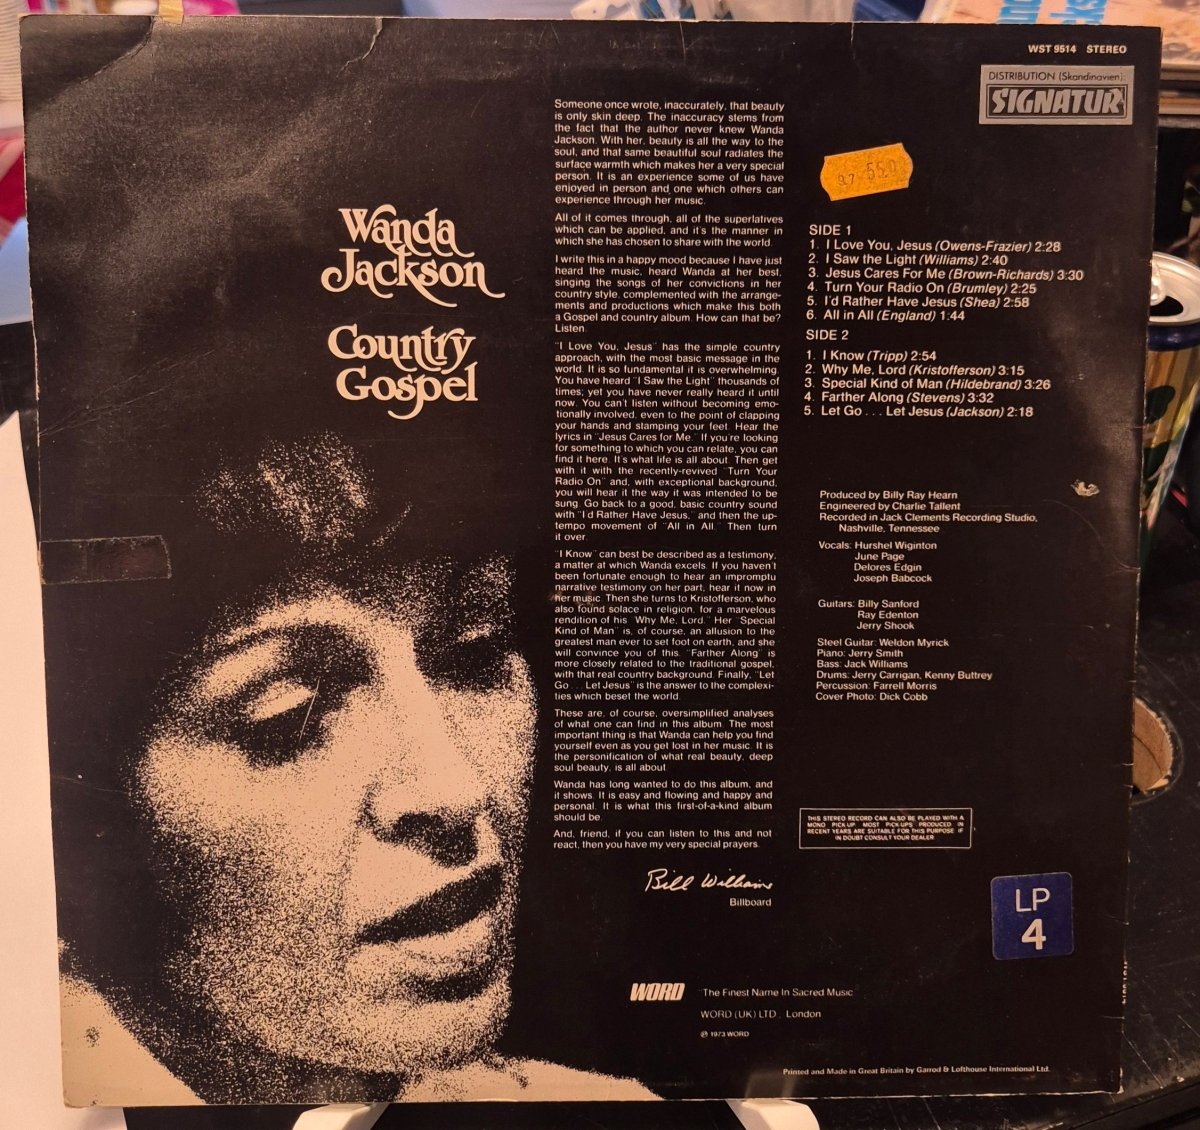 WST 9514 STEREO
DISTRIBUTION (Skandinavien):
SIGNATUR
Wanda
Jackson
Country
Gospel
Someone once wrote, inaccurately, that beauty
is only skin deep. The inaccuracy stems from
the fact that the author never knew Wanda
Jackson. With her, beauty is all the way to the
soul, and that same beautiful soul radiates the
surface warmth which makes her a very special
person. It is an experience some of us have
enjoyed in person and one which others can
experience through her music.
All of it comes through, all of the superlatives
which can be applied, and it's the manner in
which she has chosen to share with the world.
I write this in a happy mood because I have just
heard the music, heard Wanda at her best,
singing the songs of her convictions in her
country style, complemented with the arrange-
ments and productions which make this both
a Gospel and country album. How can that be?
Listen.
"I Love You, Jesus" has the simple country
approach, with the most basic message in the
world. It is so fundamental it is overwhelming.
You have heard "I Saw the Light" thousands of
times; yet you have never really heard it until
now. You can't listen without becoming emo-
tionally involved, even to the point of clapping
your hands and stamping your feet. Hear the
lyrics in "Jesus Cares for Me." If you're looking
for something to which you can relate, you can
find it here. It's what life is all about. Then get
with it with the recently-revived "Turn Your
Radio On" and, with exceptional background,
you will hear it the way it was intended to be
sung. Go back to a good, basic country sound
with "I'd Rather Have Jesus," and then the up-
tempo movement of "All in All." Then turn
it over.
"I Know" can best be described as a testimony,
a matter at which Wanda excels. If you haven't
been fortunate enough to hear an impromptu
narrative testimony on her part, hear it now in
her music. Then she turns to Kristofferson, who
also found solace in religion, for a marvelous
rendition of his "Why Me, Lord." Her "Special
Kind of Man" is, of course, an allusion to the
greatest man ever to set foot on earth, and she
will convince you of this. "Farther Along" is
more closely related to the traditional gospel,
with that real country background. Finally, "Let
Go . . . Let Jesus" is the answer to the complexi-
ties which beset the world.
These are, of course, oversimplified analyses
of what one can find in this album. The most
important thing is that Wanda can help you find
yourself even as you get lost in her music. It is
the personification of what real beauty, deep
soul beauty, is all about.
Wanda has long wanted to do this album, and
it shows. It is easy and flowing and happy and
personal. It is what this first-of-a-kind album
should be.
And, friend, if you can listen to this and not
react, then you have my very special prayers.
Bill Williams
Billboard
SIDE 1
1. I Love You, Jesus (Owens-Frazier) 2:28
2. I Saw the Light (Williams) 2:40
3. Jesus Cares For Me (Brown-Richards) 3:30
4. Turn Your Radio On (Brumley) 2:25
5. I'd Rather Have Jesus (Shea) 2:58
6. All in All (England) 1:44
SIDE 2
1. I Know (Tripp) 2:54
2. Why Me, Lord (Kristofferson) 3:15
3. Special Kind of Man (Hildebrand) 3:26
4. Farther Along (Stevens) 3:32
5. Let Go . . . Let Jesus (Jackson) 2:18
Produced by Billy Ray Hearn
Engineered by Charlie Tallent
Recorded in Jack Clements Recording Studio,
Nashville, Tennessee
Vocals: Hurshel Wiginton
June Page
Delores Edgin
Joseph Babcock
Guitars: Billy Sanford
Ray Edenton
Jerry Shook
Steel Guitar: Weldon Myrick
Piano: Jerry Smith
Bass: Jack Williams
Drums: Jerry Carrigan, Kenny Buttrey
Percussion: Farrell Morris
Cover Photo: Dick Cobb
THIS STEREO RECORD CAN ALSO BE PLAYED WITH A
MONO PICK-UP. MOST PICK-UPS PRODUCED IN
RECENT YEARS ARE SUITABLE FOR THIS PURPOSE. IF
IN DOUBT CONSULT YOUR DEALER.
LP
4
WORD "The Finest Name In Sacred Music"
WORD (UK) LTD., London
℗ 1973 WORD
Printed and Made in Great Britain by Garrod & Lofthouse International Ltd.